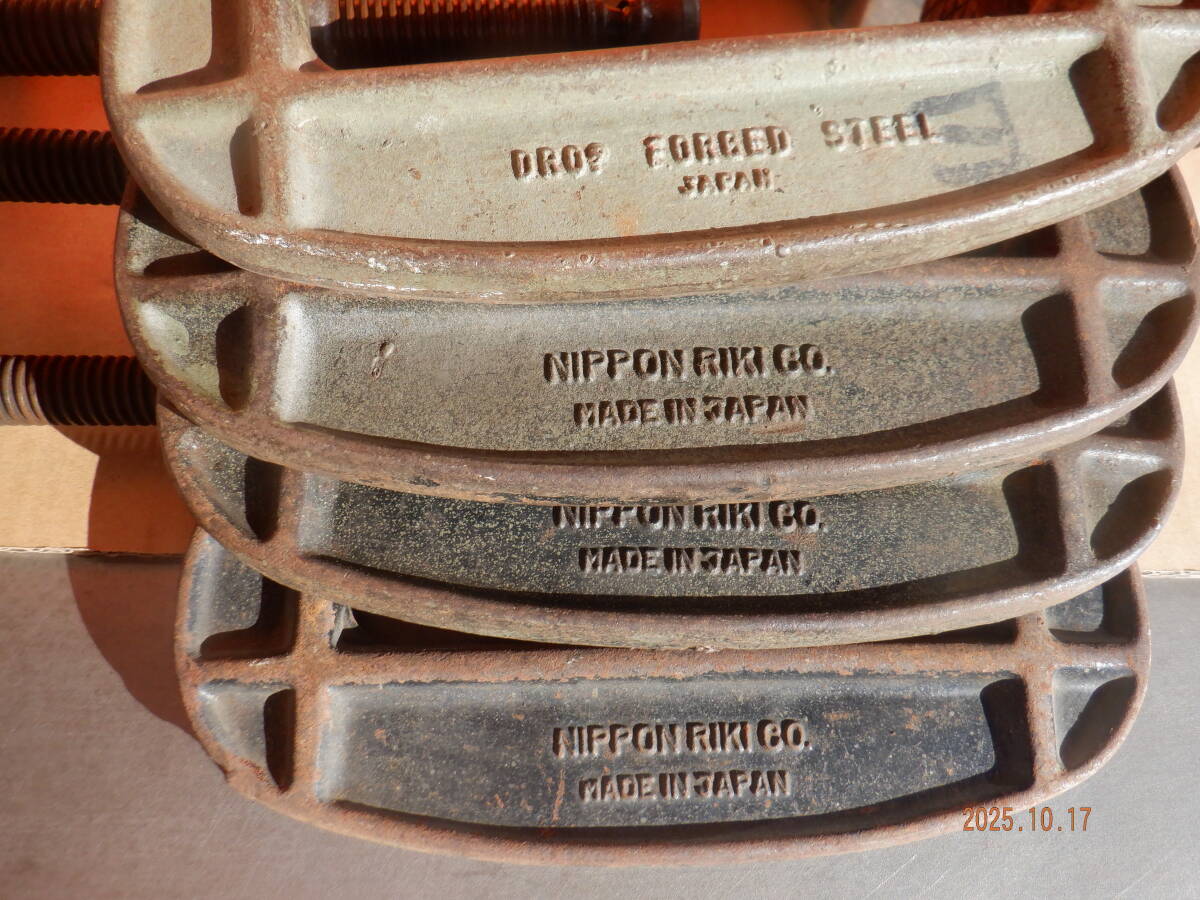 DROP FORGED STEEL
JAPAN
NIPPON RIKI CO.
MADE IN JAPAN
NIPPON RIKI CO.
MADE IN JAPAN
NIPPON RIKI CO.
MADE IN JAPAN
2025.10.17